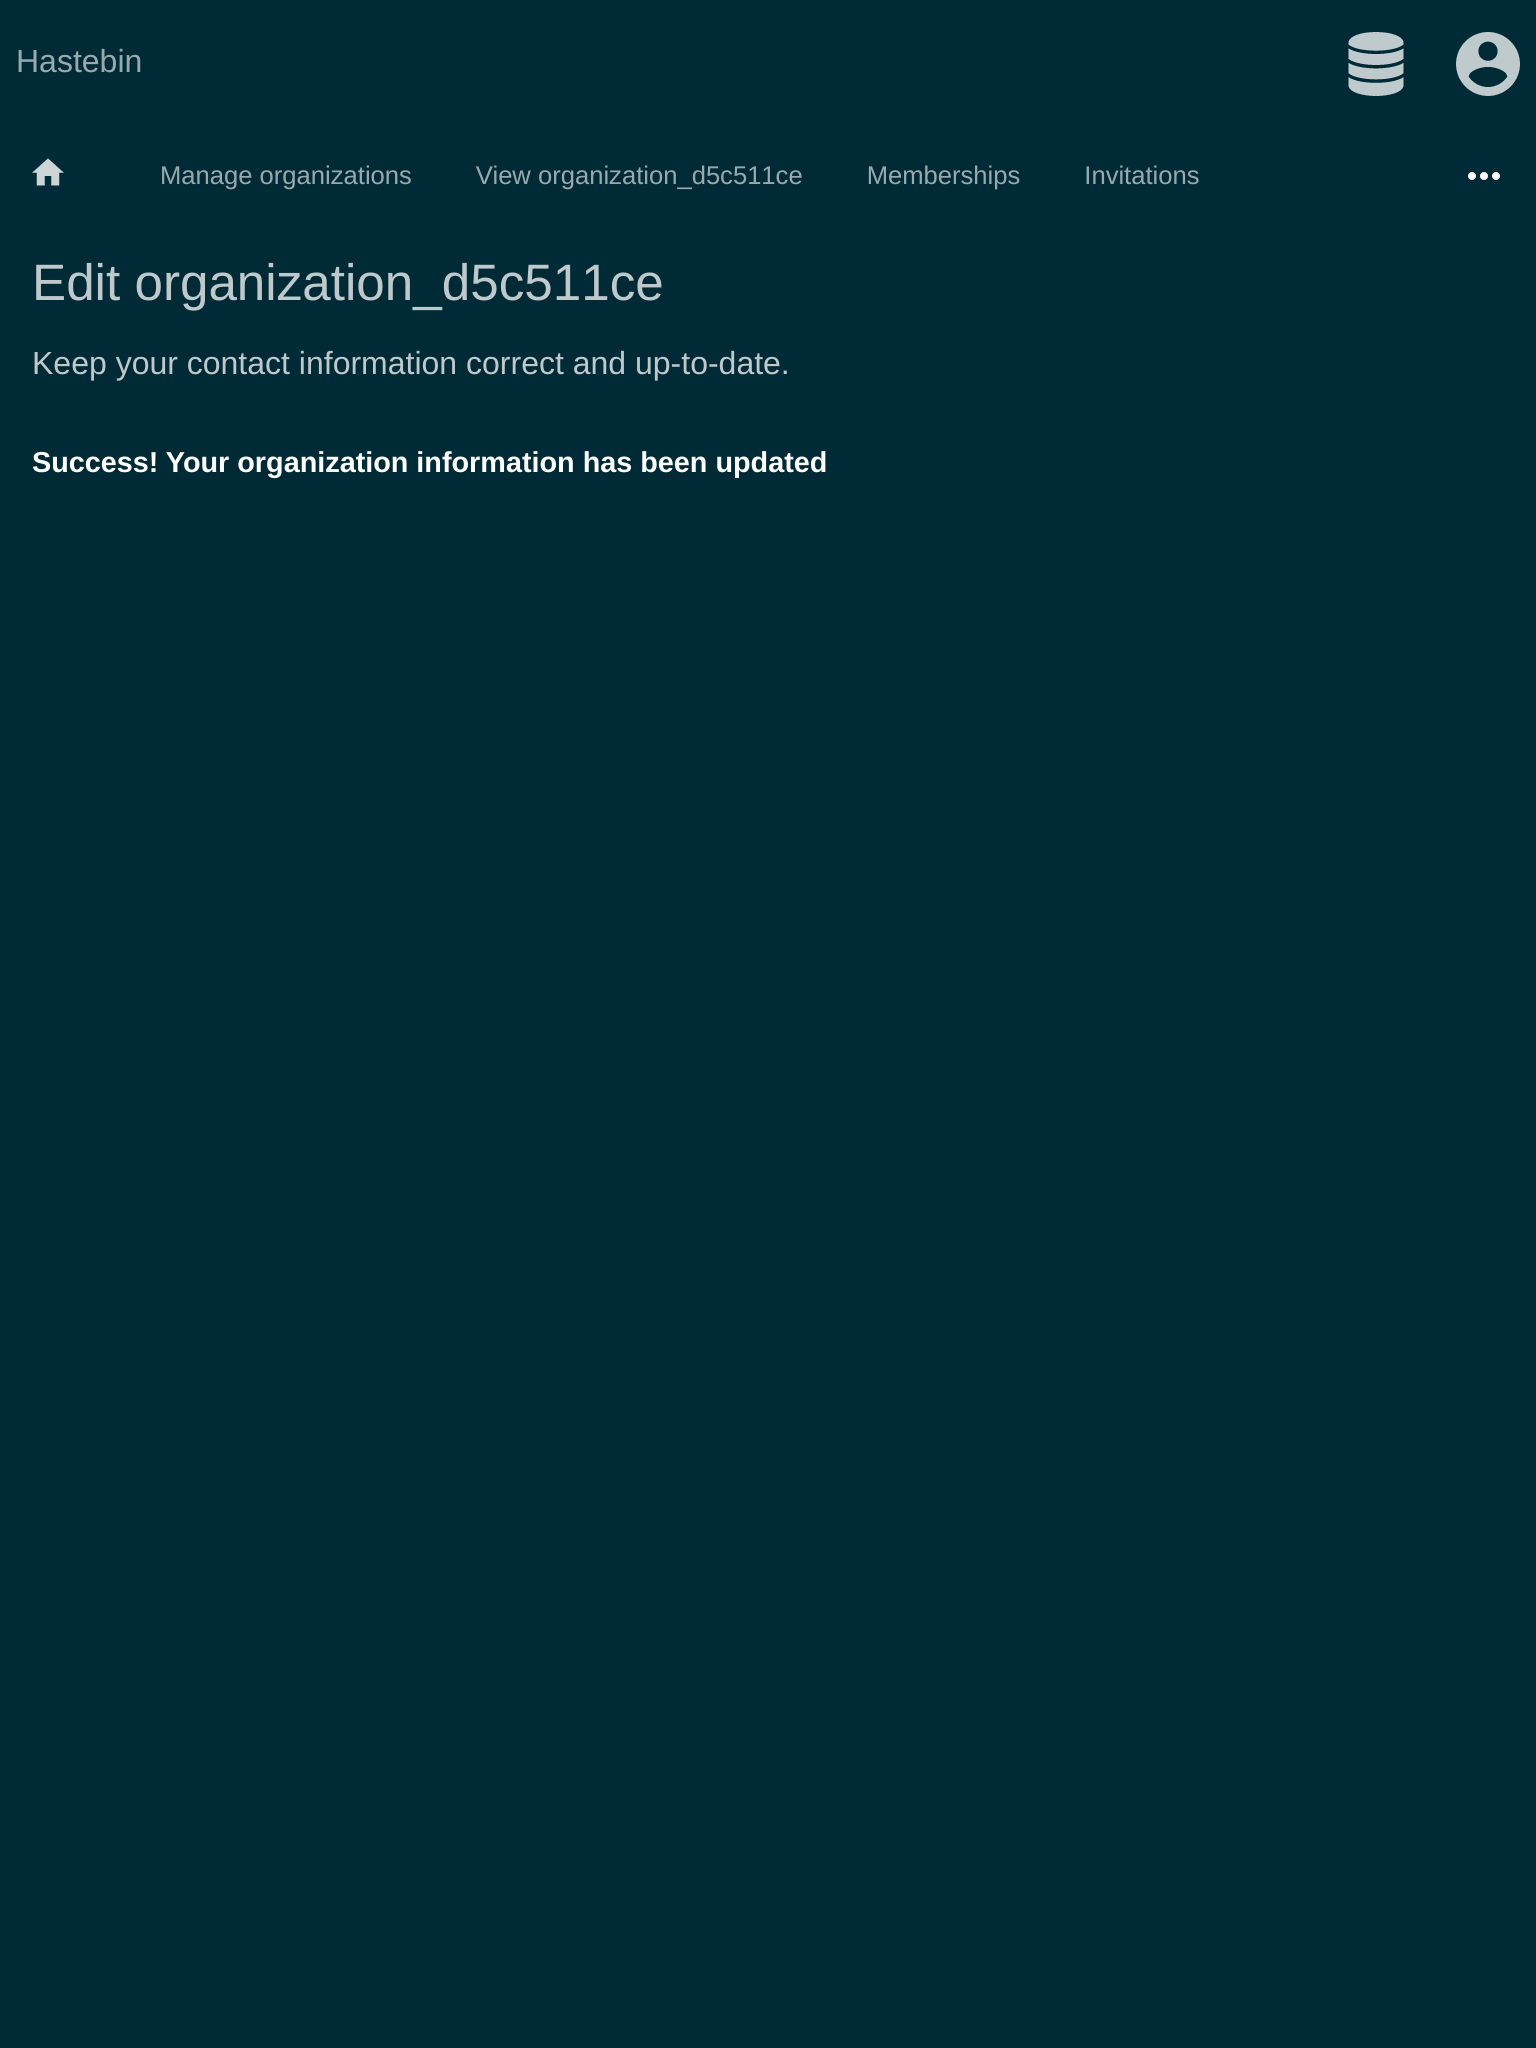 Hastebin
Manage organizations View organization_d5c511ce Memberships Invitations
Edit organization_d5c511ce
Keep your contact information correct and up-to-date.
Success! Your organization information has been updated